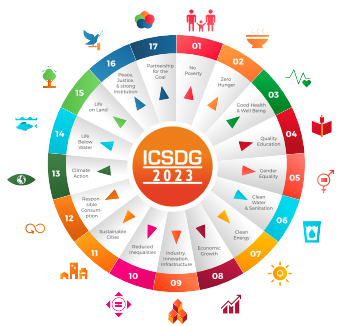 ICSDG
2023
01
No
Poverty
02
Zero
Hunger
03
Good Health
& Well Being
04
Quality
Education
05
Gender
Equality
06
Clean
Water
& Sanitation
07
Clean
Energy
08
Economic
Growth
09
Industry,
Innovation,
Infrastructure
10
Reduced
Inequalities
11
Sustainable
Cities
12
Respon-
sible
Consum-
ption
13
Climate
Action
14
Life
Below
Water
15
Life
on Land
16
Peace,
Justice,
& strong
Institution
17
Partnership
for the
Goal